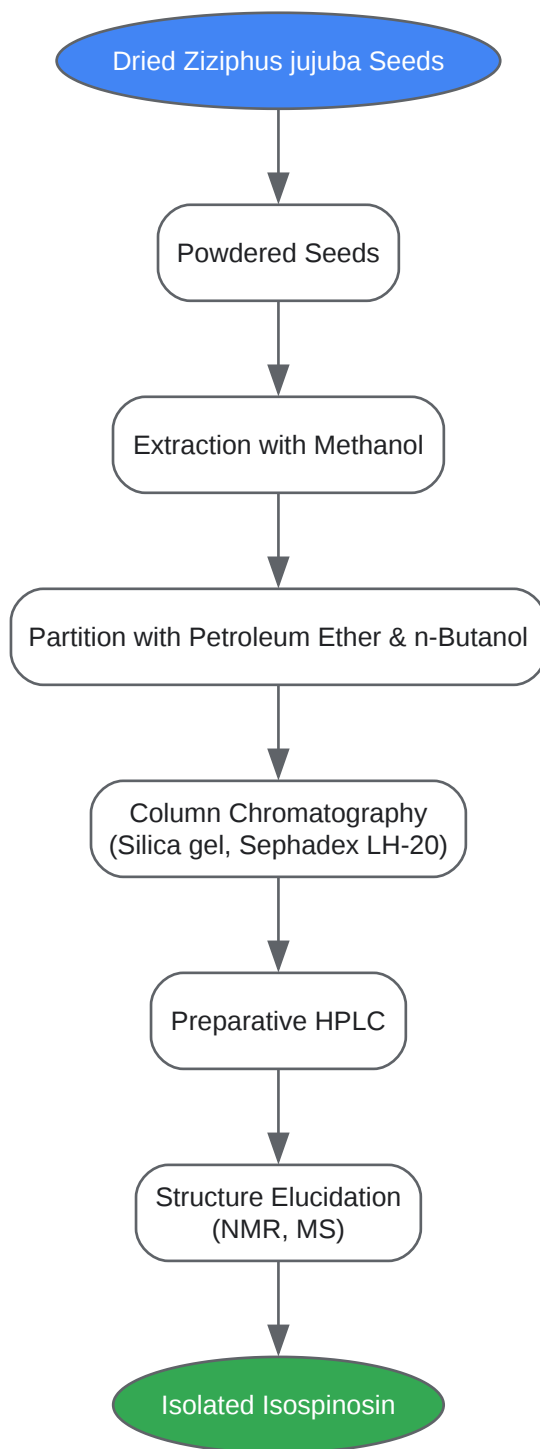 Dried Ziziphus jujuba Seeds
Powdered Seeds
Extraction with Methanol
Partition with Petroleum Ether & n-Butanol
Column Chromatography
(Silica gel, Sephadex LH-20)
Preparative HPLC
Structure Elucidation
(NMR, MS)
Isolated Isospinosin